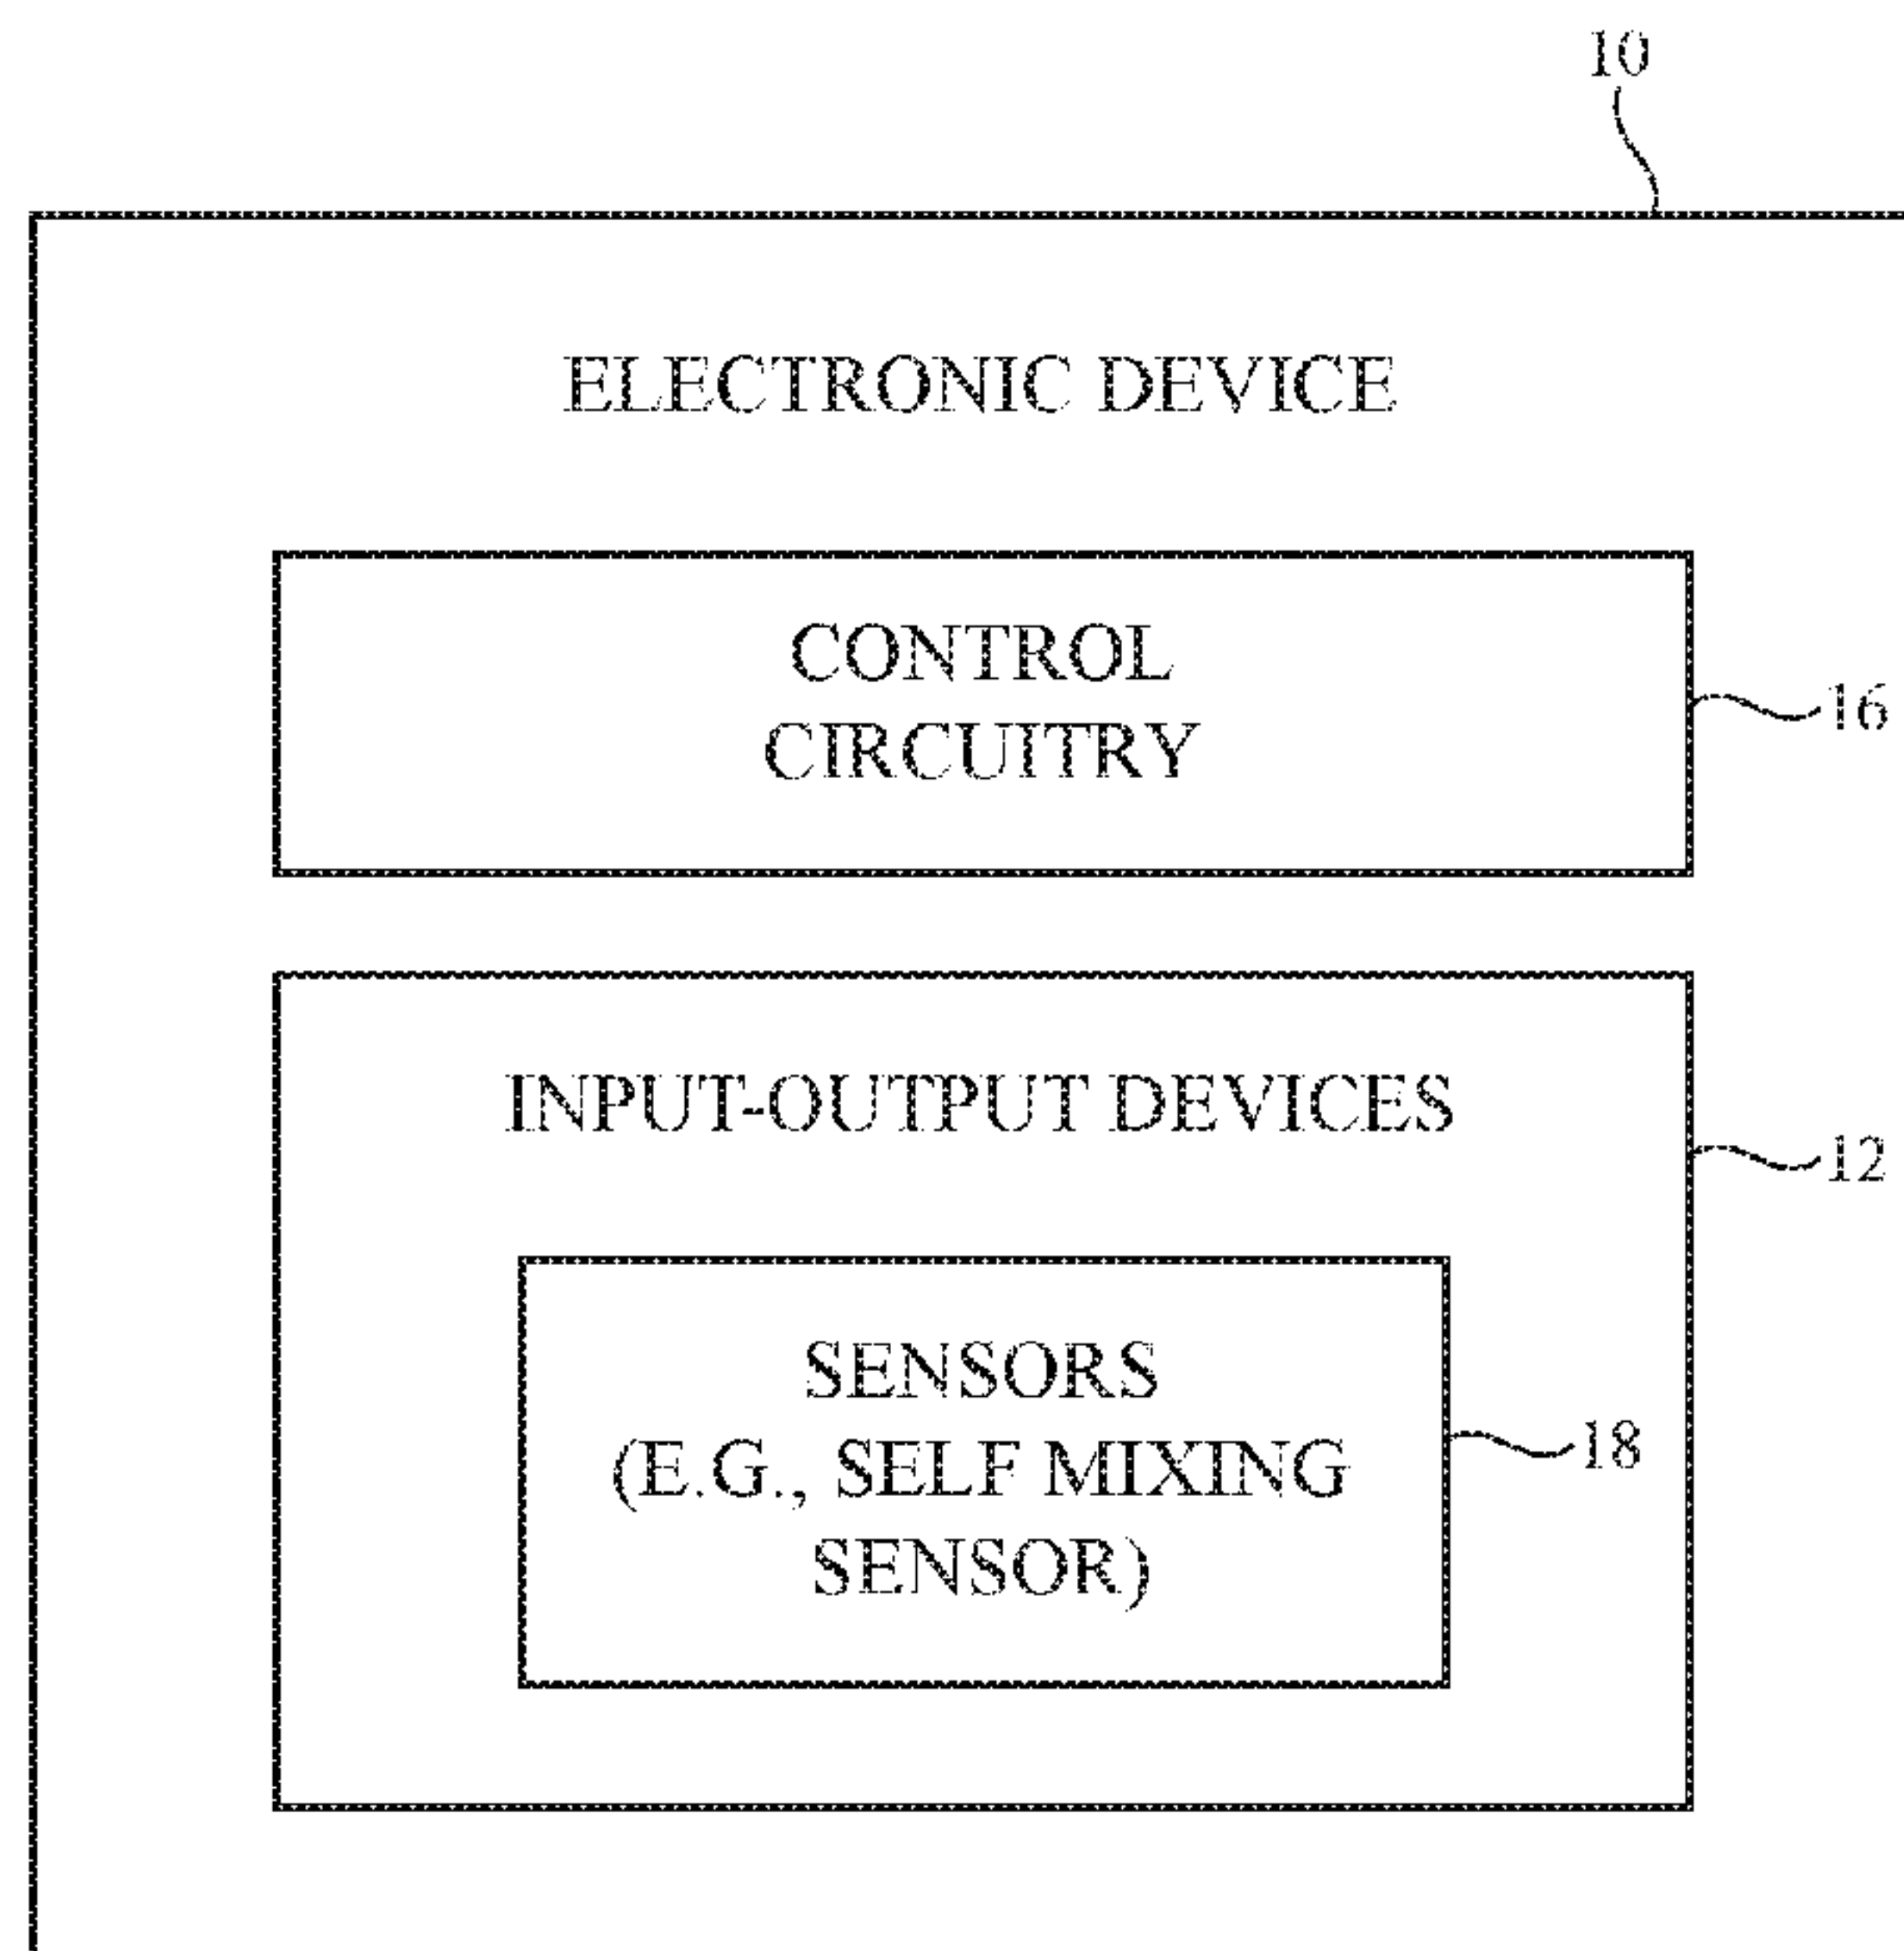 10
ELECTRONIC DEVICE
CONTROL
CIRCUITRY
16
INPUT-OUTPUT DEVICES
12
SENSORS
(E.G., SELF MIXING
SENSOR)
18